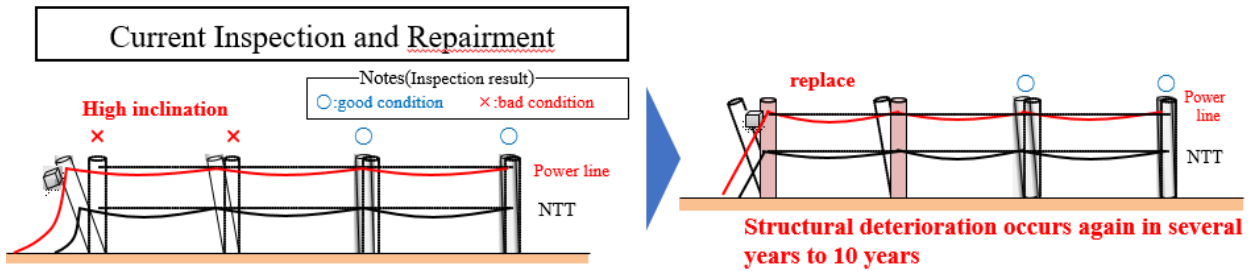 Current Inspection and Repairment
Notes(Inspection result)
○:good condition ×:bad condition
High inclination
× × ○ ○
Power line
NTT
replace
○ ○
Power
line
NTT
Structural deterioration occurs again in several
years to 10 years